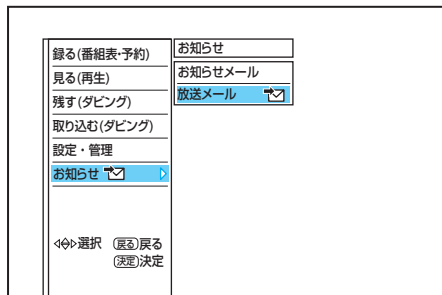 録る(番組表･予約)
見る(再生)
残す(ダビング)
取り込む(ダビング)
設定・管理
お知らせ
選択 戻る戻る
決定決定
お知らせ
お知らせメール
放送メール